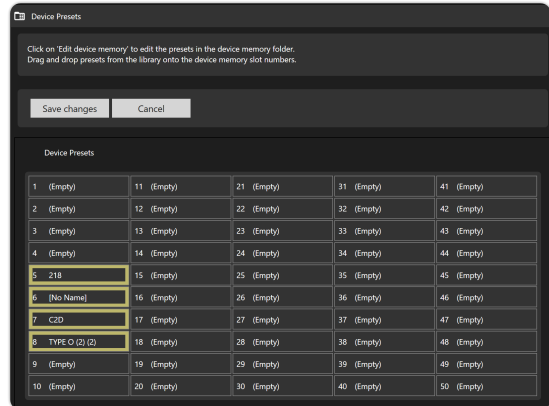 Device Presets
Click on 'Edit device memory' to edit the presets in the device memory folder.
Drag and drop presets from the library onto the device memory slot numbers.
Save changes Cancel
Device Presets
1 (Empty) 11 (Empty) 21 (Empty) 31 (Empty) 41 (Empty)
2 (Empty) 12 (Empty) 22 (Empty) 32 (Empty) 42 (Empty)
3 (Empty) 13 (Empty) 23 (Empty) 33 (Empty) 43 (Empty)
4 (Empty) 14 (Empty) 24 (Empty) 34 (Empty) 44 (Empty)
5 218 15 (Empty) 25 (Empty) 35 (Empty) 45 (Empty)
6 [No Name] 16 (Empty) 26 (Empty) 36 (Empty) 46 (Empty)
7 C2D 17 (Empty) 27 (Empty) 37 (Empty) 47 (Empty)
8 TYPE O (2) (2) 18 (Empty) 28 (Empty) 38 (Empty) 48 (Empty)
9 (Empty) 19 (Empty) 29 (Empty) 39 (Empty) 49 (Empty)
10 (Empty) 20 (Empty) 30 (Empty) 40 (Empty) 50 (Empty)